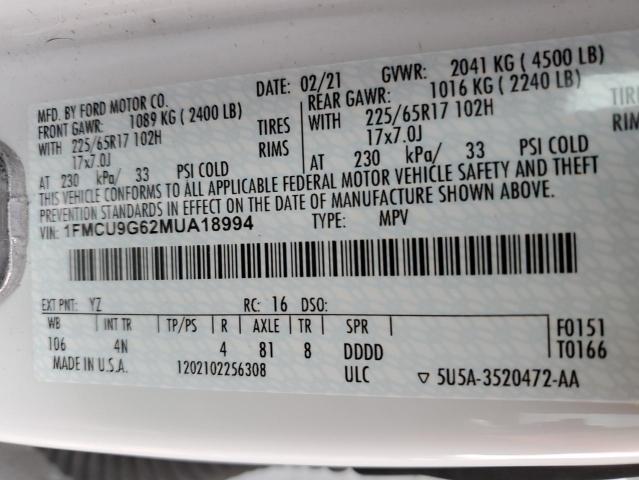 MFD. BY FORD MOTOR CO. DATE: 02/21 GVWR: 2041 KG ( 4500 LB)
FRONT GAWR: 1089 KG ( 2400 LB) REAR GAWR: 1016 KG ( 2240 LB)
WITH 225/65R17 102H TIRES WITH 225/65R17 102H TIRES
17x7.0J RIMS 17x7.0J RIMS
AT 230 kPa/ 33 PSI COLD AT 230 kPa/ 33 PSI COLD
THIS VEHICLE CONFORMS TO ALL APPLICABLE FEDERAL MOTOR VEHICLE SAFETY AND THEFT
PREVENTION STANDARDS IN EFFECT ON THE DATE OF MANUFACTURE SHOWN ABOVE.
VIN: 1FMCU9G62MUA18994 TYPE: MPV
EXT PNT: YZ RC: 16 DSO:
WB INT TR TP/PS R AXLE TR SPR F0151
106 4N 4 81 8 DDDD T0166
MADE IN U.S.A. 1202102256308 ULC ▽ 5U5A-3520472-AA